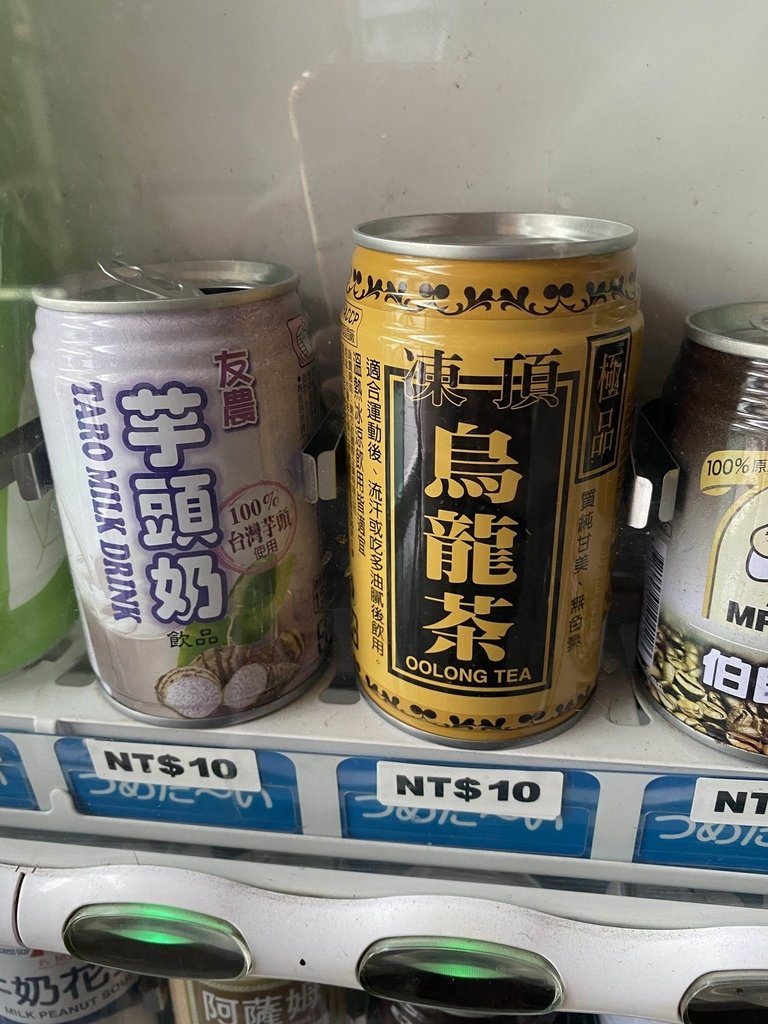 友農
芋頭奶
TARO MILK DRINK
100%
台灣芋頭
使用
飲品
極品
凍頂
烏龍茶
OOLONG TEA
適合運動後、流汗或吃多油膩後飲用。
質純甘美、無色素
100%
伯
NT$10
つめた〜い
NT$10
つめた〜い
NT
つめた
奶花
MILK PEANUT
阿薩姆